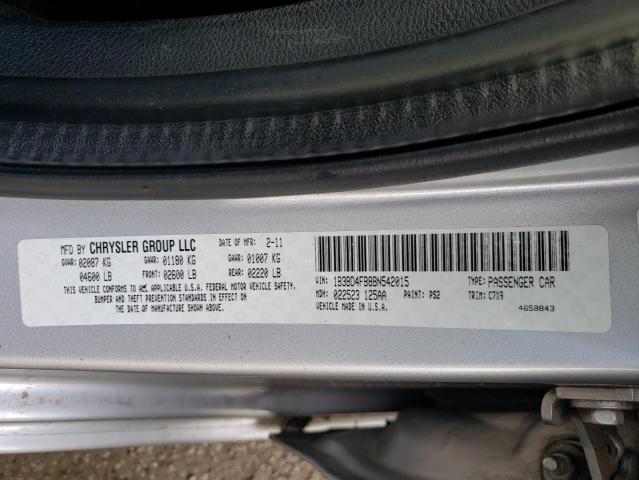 MFD BY CHRYSLER GROUP LLC DATE OF MFR: 2-11
GVWR: 02087 KG GAWR: 01180 KG GAWR: 01007 KG
04600 LB FRONT: 02600 LB REAR: 02220 LB
THIS VEHICLE CONFORMS TO ALL APPLICABLE U.S.A. FEDERAL MOTOR VEHICLE SAFETY,
BUMPER AND THEFT PREVENTION STANDARDS IN EFFECT ON
THE DATE OF MANUFACTURE SHOWN ABOVE.
VIN: 1B3BD4FB8BN542015 TYPE: PASSENGER CAR
MDH: 022523 125AA PAINT: PS2 TRIM: C7X9
VEHICLE MADE IN U.S.A. 4658843